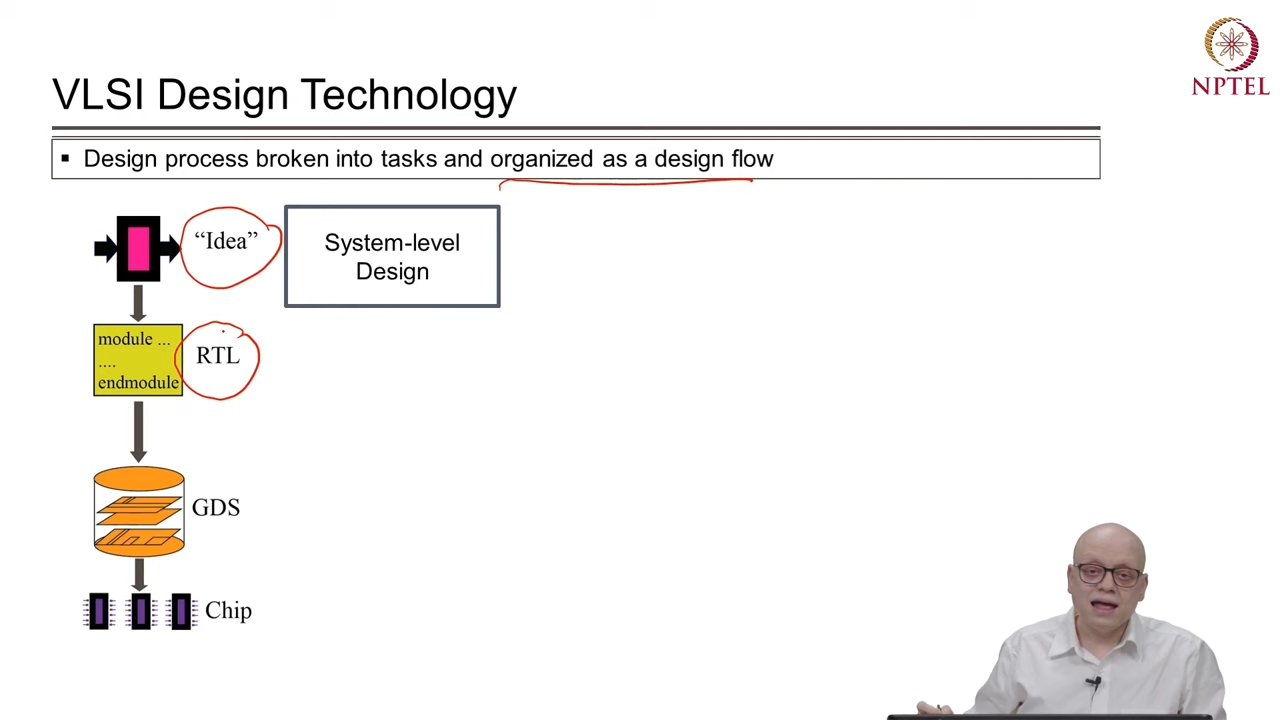 NPTEL
VLSI Design Technology
▪ Design process broken into tasks and organized as a design flow
“Idea”
System-level
Design
module ...
....
endmodule
RTL
GDS
Chip